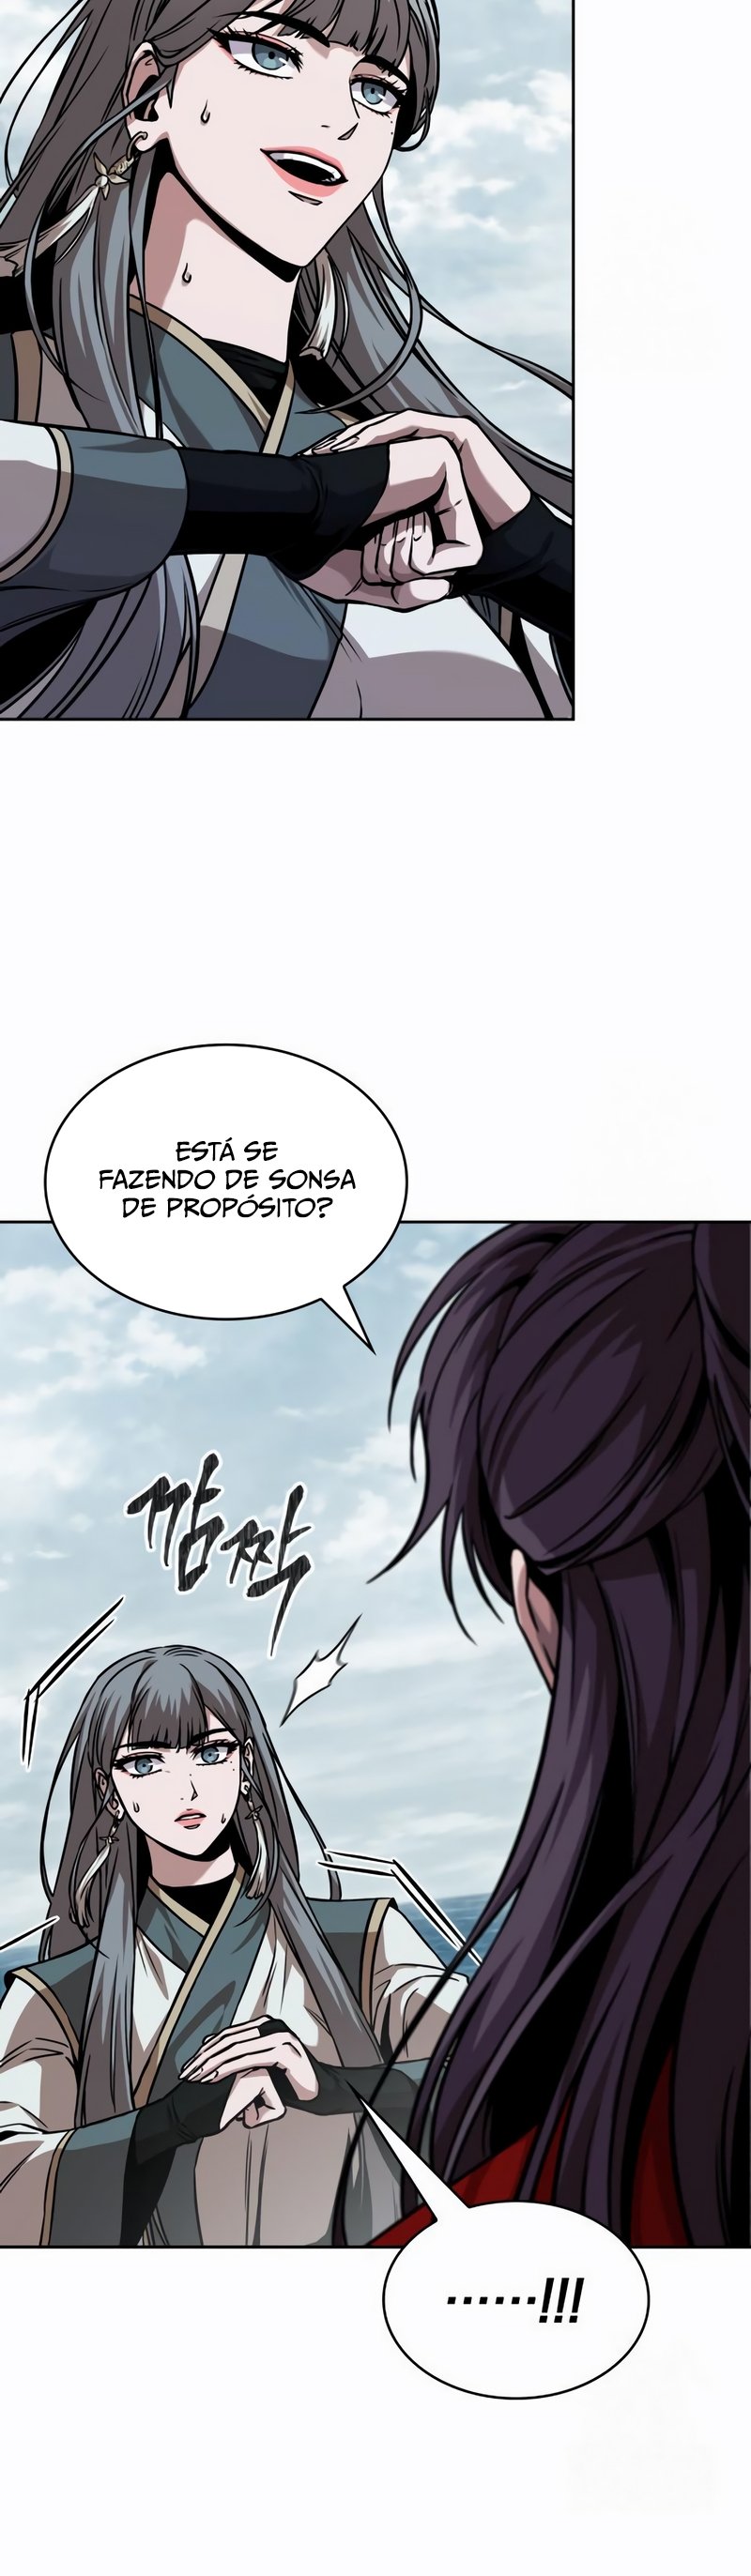 ESTÁ SE
FAZENDO DE SONSA
DE PROPÓSITO?
깜짝
......!!!